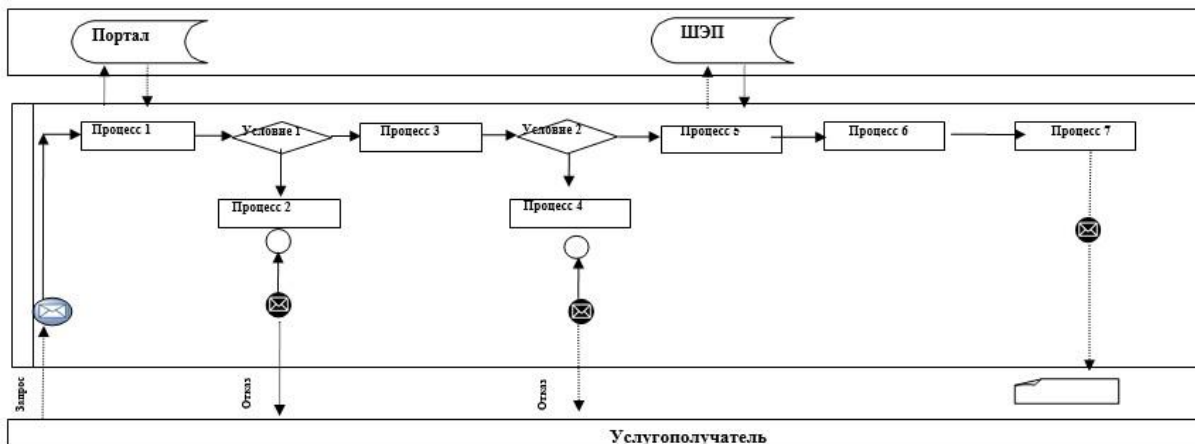 Портал
ШЭП
Процесс 1
Условие 1
Процесс 3
Условие 2
Процесс 5
Процесс 6
Процесс 7
Процесс 2
Процесс 4
Запрос
Отказ
Отказ
Услугополучатель